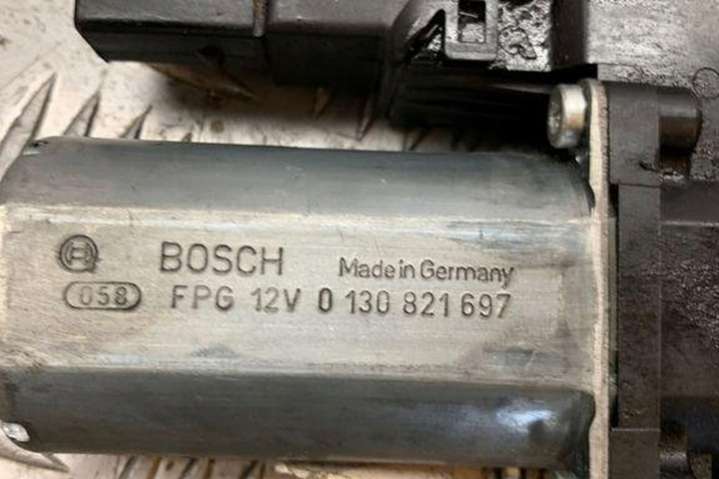 BOSCH Made in Germany
058 FPG 12V 0 130 821 697